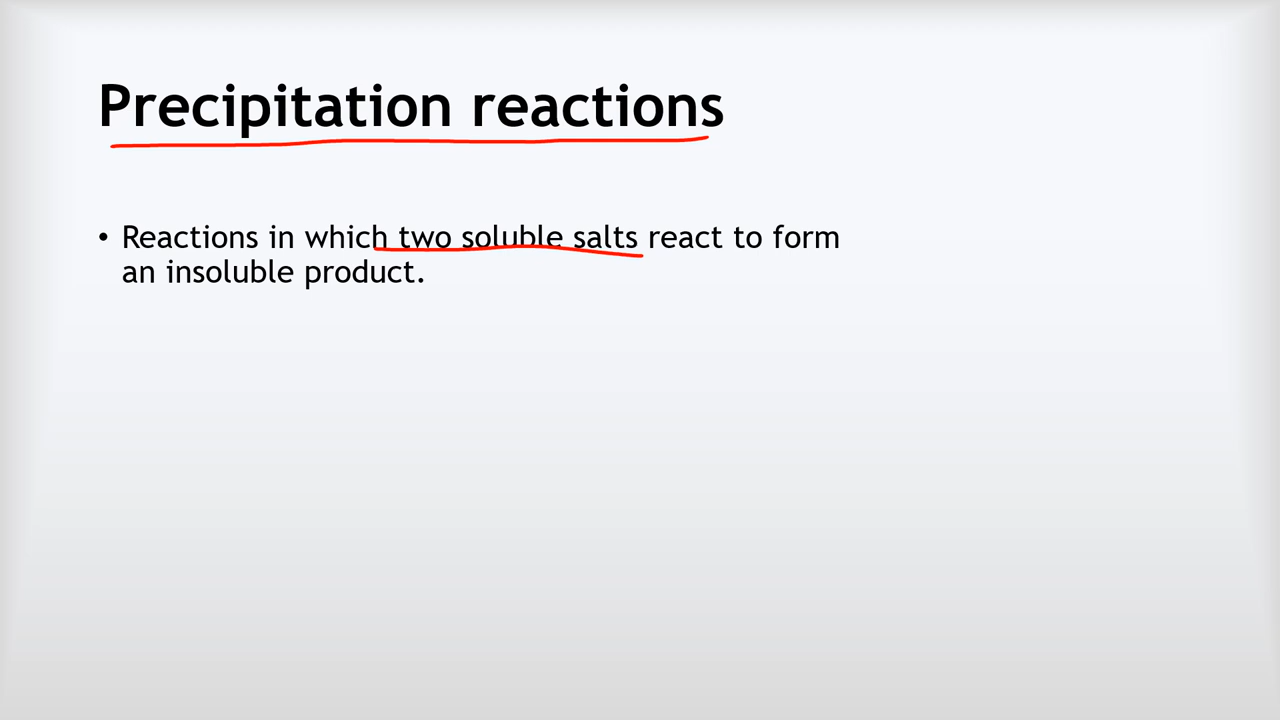 Precipitation reactions
• Reactions in which two soluble salts react to form
an insoluble product.